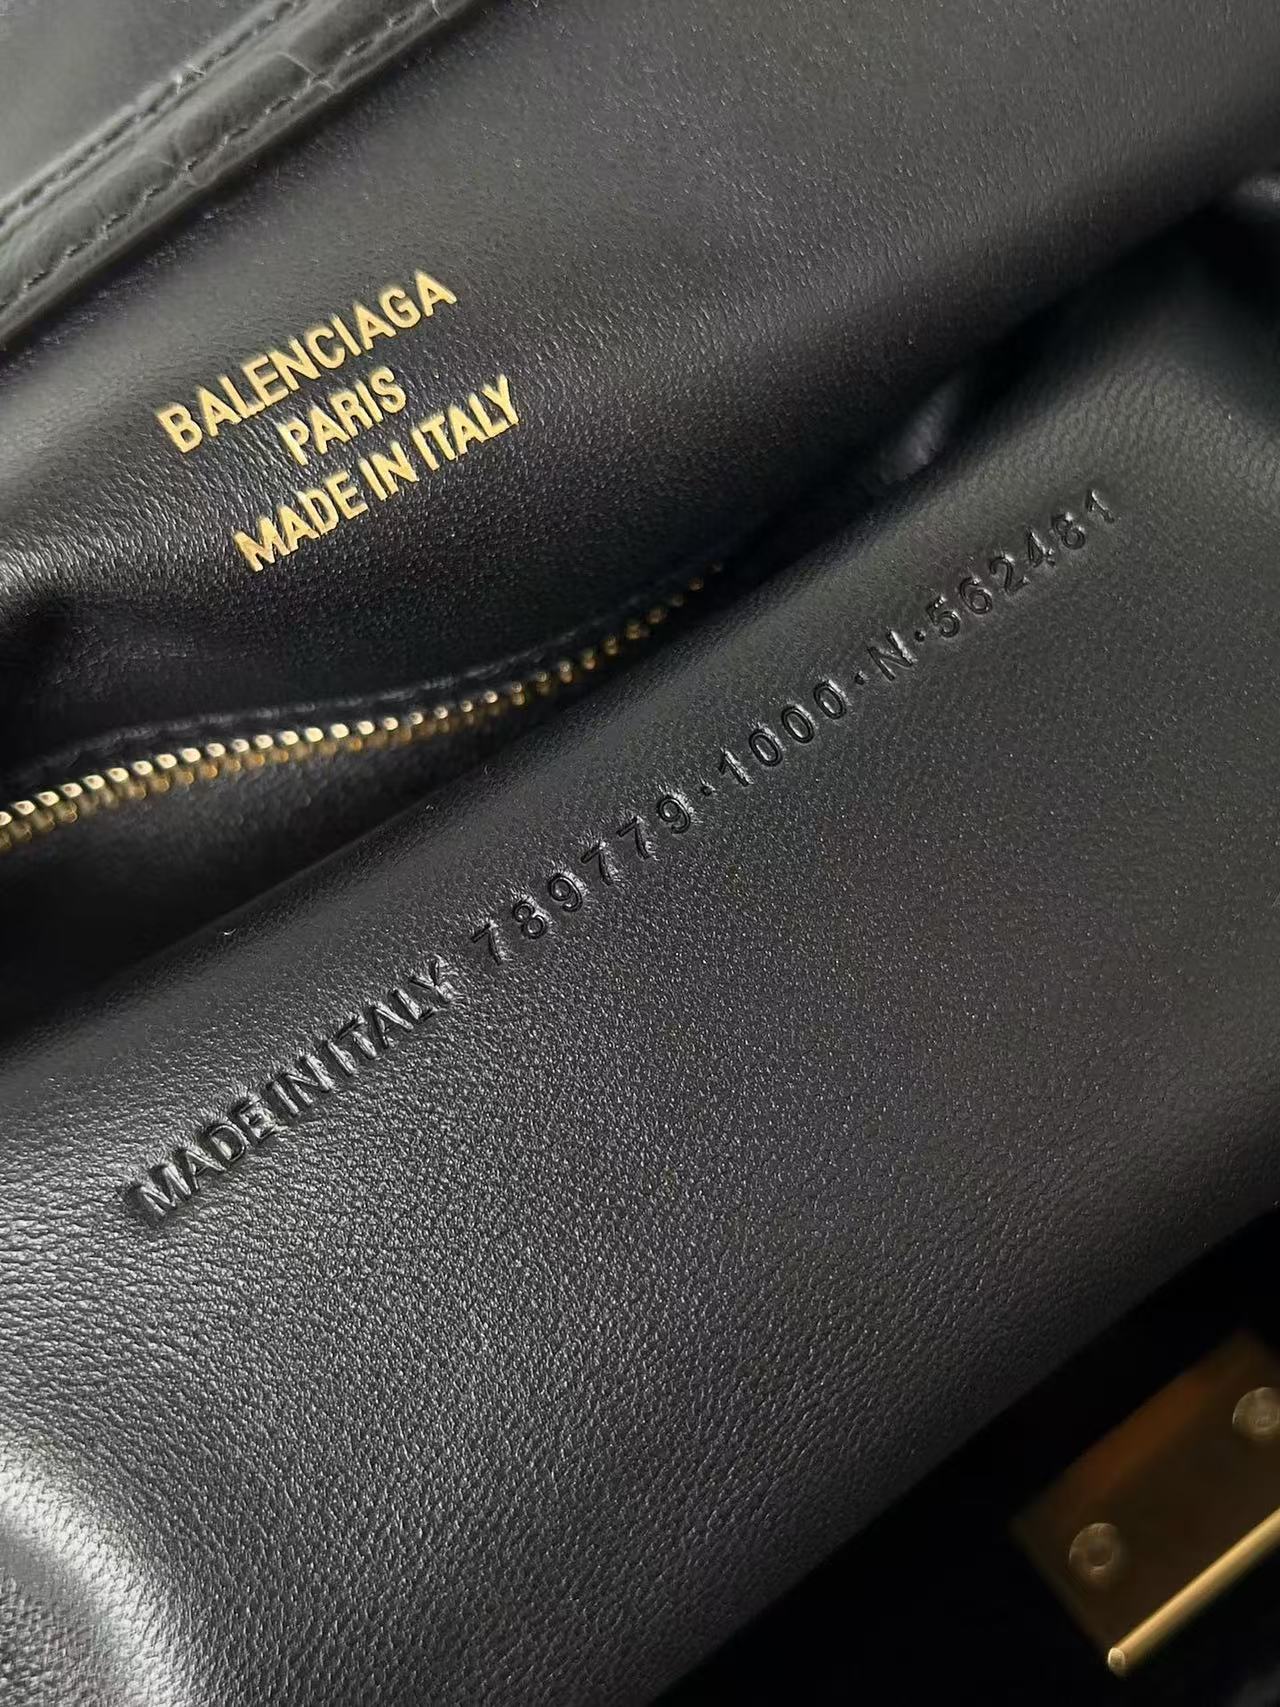 BALENCIAGA
PARIS
MADE IN ITALY
MADE IN ITALY 789779·1000·N·562481